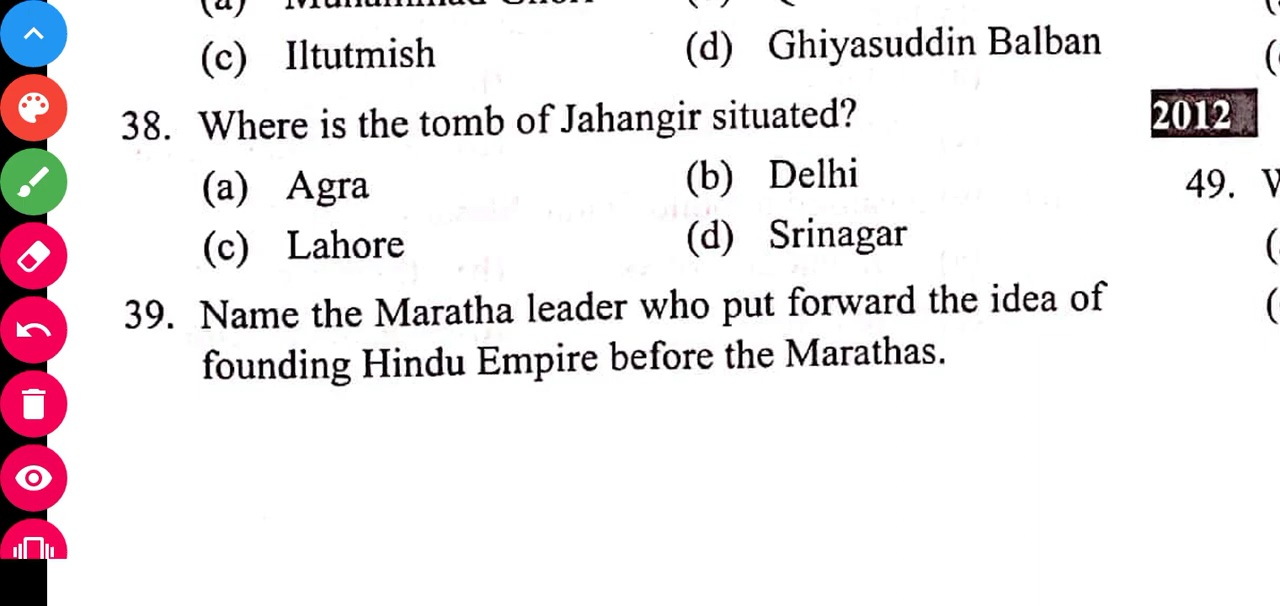 (c) Iltutmish (d) Ghiyasuddin Balban
38. Where is the tomb of Jahangir situated?
(a) Agra (b) Delhi
(c) Lahore (d) Srinagar
39. Name the Maratha leader who put forward the idea of
founding Hindu Empire before the Marathas.
2012
49.